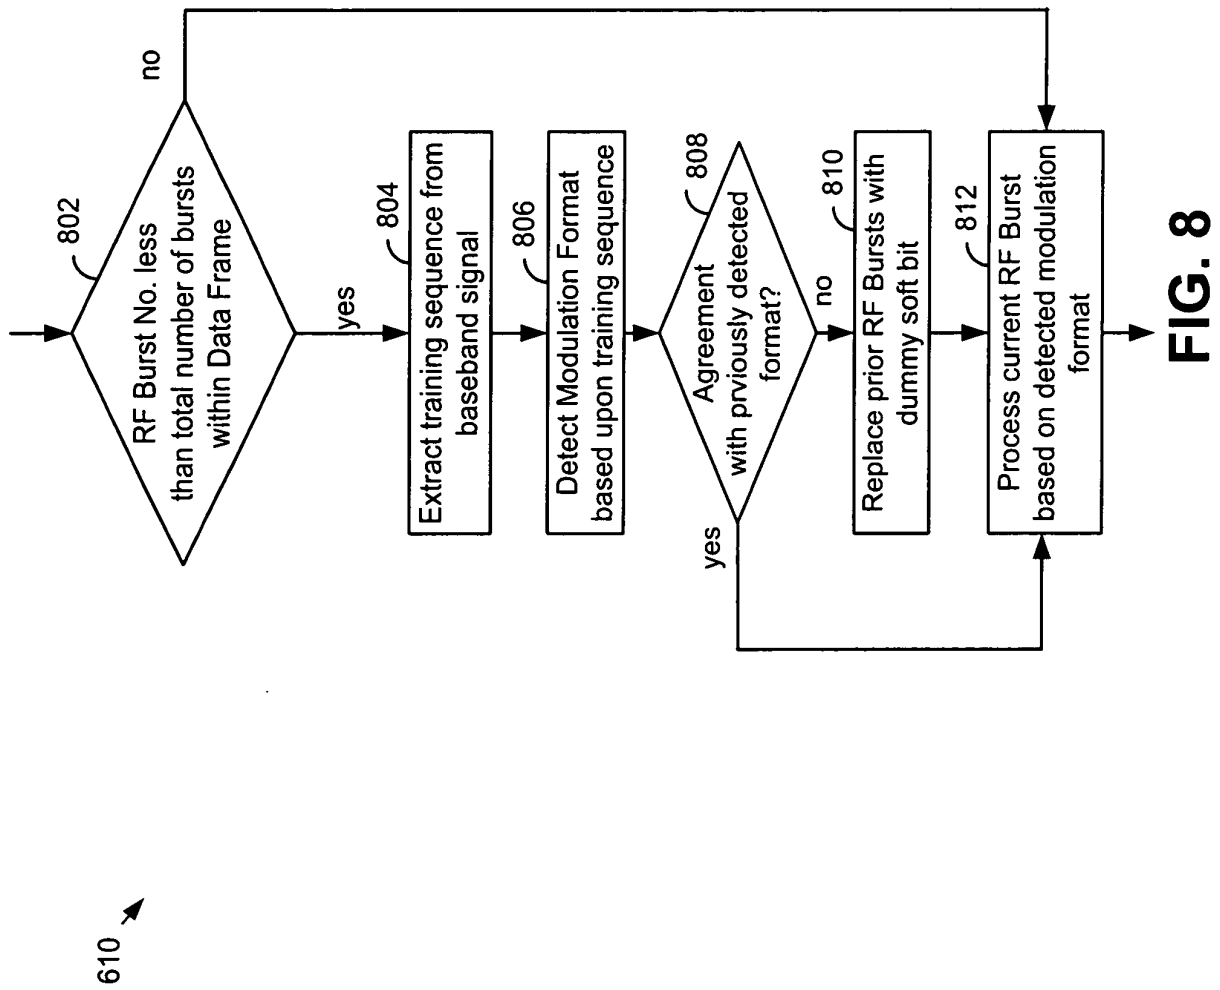 610
802
RF Burst No. less
than total number of bursts
within Data Frame
no
yes
804
Extract training sequence from
baseband signal
806
Detect Modulation Format
based upon training sequence
808
Agreement
with prviously detected
format?
yes
no
810
Replace prior RF Bursts with
dummy soft bit
812
Process current RF Burst
based on detected modulation
format
FIG. 8